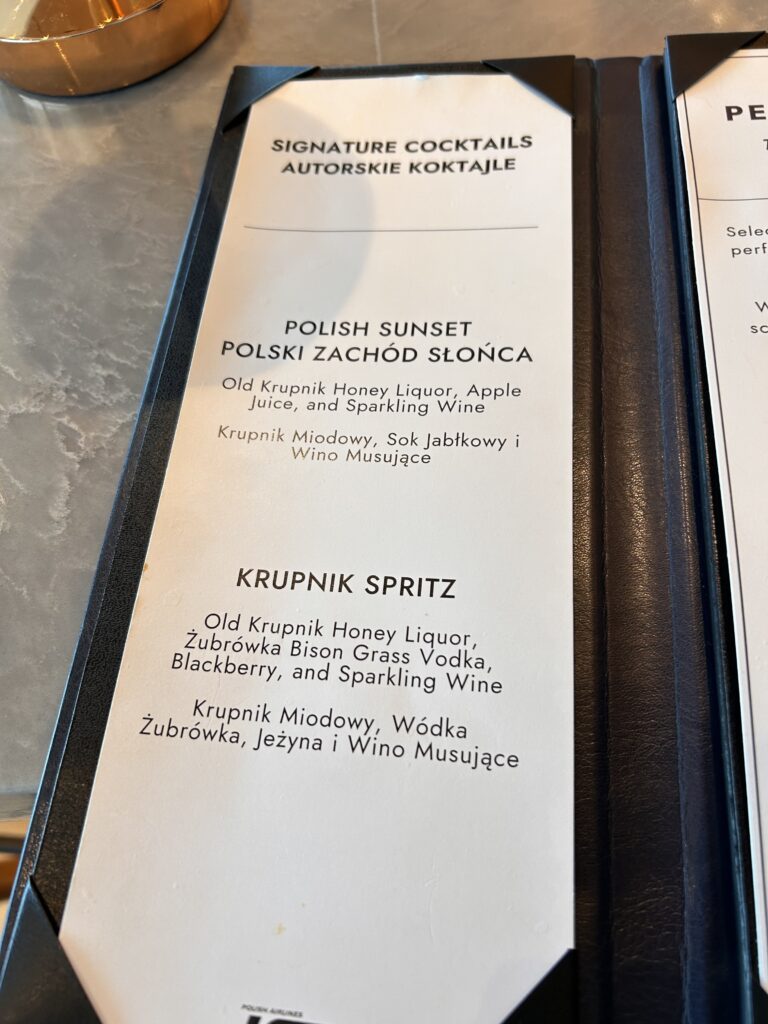 SIGNATURE COCKTAILS
AUTORSKIE KOKTAJLE
POLISH SUNSET
POLSKI ZACHÓD SŁOŃCA
Old Krupnik Honey Liquor, Apple
Juice, and Sparkling Wine
Krupnik Miodowy, Sok Jabłkowy i
Wino Musujące
KRUPNIK SPRITZ
Old Krupnik Honey Liquor,
Żubrówka Bison Grass Vodka,
Blackberry, and Sparkling Wine
Krupnik Miodowy, Wódka
Żubrówka, Jeżyna i Wino Musujące
POLISH AIRLINES